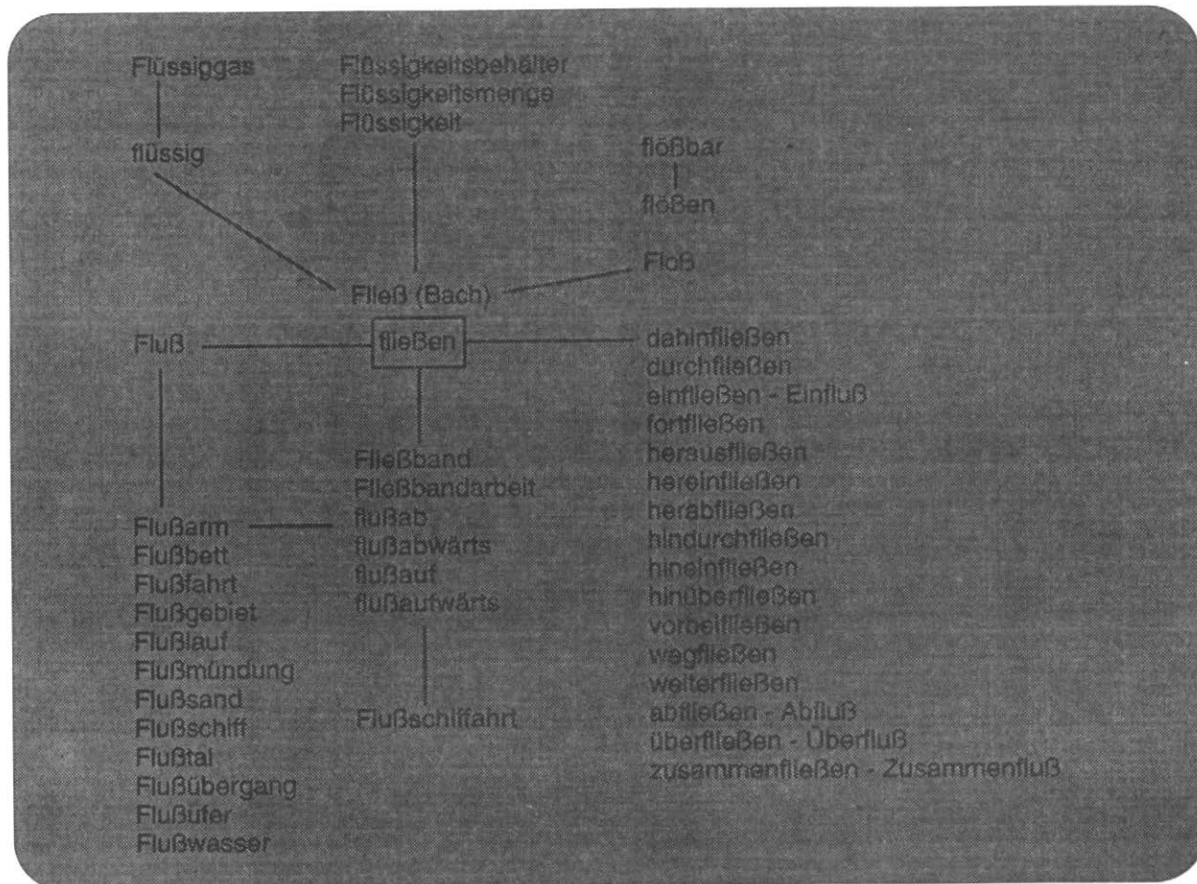 Flüssiggas
flüssig
Flüssigkeitsbehälter
Flüssigkeitsmenge
Flüssigkeit
flößbar
flößen
Floß
Fließ (Bach)
fließen
Fluß
Flußarm
Flußbett
Flußfahrt
Flußgebiet
Flußlauf
Flußmündung
Flußsand
Flußschiff
Flußtal
Flußübergang
Flußufer
Flußwasser
Fließband
Fließbandarbeit
flußab
flußabwärts
flußauf
flußaufwärts
Flußschiffahrt
dahinfließen
durchfließen
einfließen - Einfluß
fortfließen
herausfließen
hereinfließen
herabfließen
hindurchfließen
hineinfließen
hinüberfließen
vorbeifließen
wegfließen
weiterfließen
abfließen - Abfluß
überfließen - Überfluß
zusammenfließen - Zusammenfluß